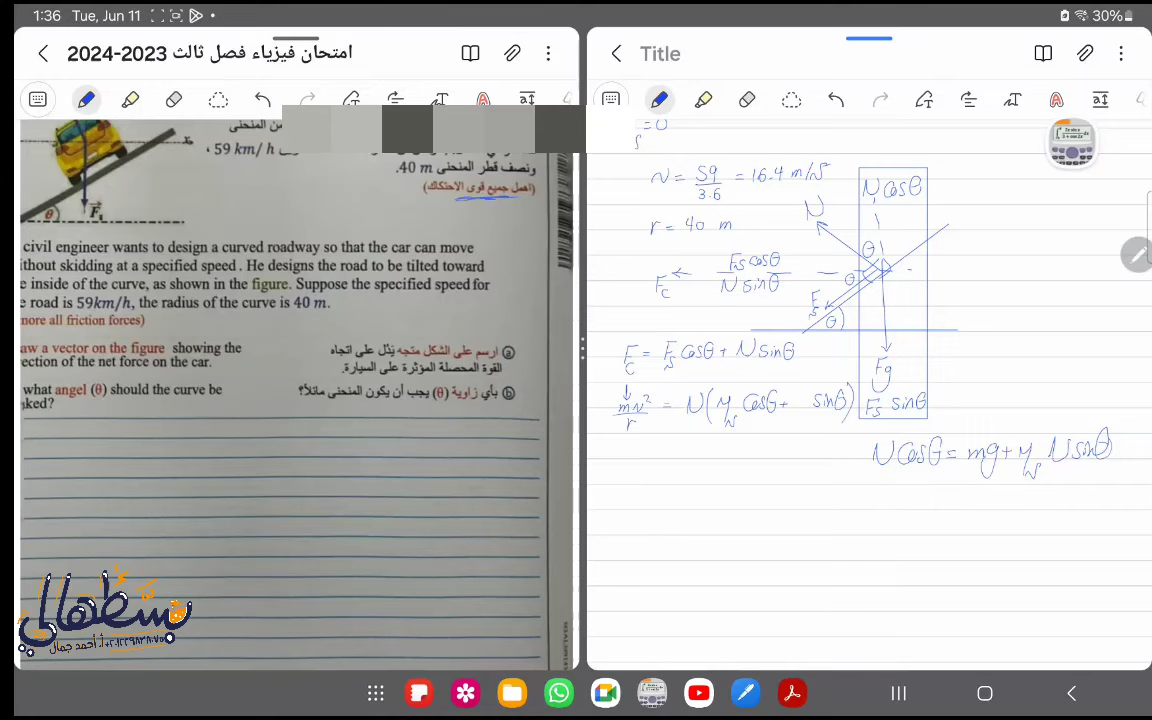 1:36 Tue, Jun 11
30%
امتحان فيزياء فصل ثالث 2023-2024
Title
من المنحنى
59 km/h ،
ونصف قطر المنحنى 40 m.
(اهمل جميع قوى الاحتكاك)
θ
civil engineer wants to design a curved roadway so that the car can move
thout skidding at a specified speed. He designs the road to be tilted toward
e inside of the curve, as shown in the figure. Suppose the specified speed for
e road is 59km/h, the radius of the curve is 40 m.
nore all friction forces)
aw a vector on the figure showing the
ection of the net force on the car.
ⓐ ارسم على الشكل متجه يَدُل على اتجاه
القوة المحصلة المؤثرة على السيارة.
what angel (θ) should the curve be
nked?
ⓑ بأي زاوية (θ) يجب أن يكون المنحنى مائلاً؟
بسطهالي
أ. أحمد جمال
= 0
s
v = 59/3.6 = 16.4 m/s²
r = 40 m
N cosθ
N
θ
Fs cosθ
N sinθ
Fc
θ
Fs
θ
Fc = Fs cosθ + N sinθ
Fg
mv²/r = N(μs cosθ + sinθ)
Fs sinθ
N cosθ = mg + μs N sinθ